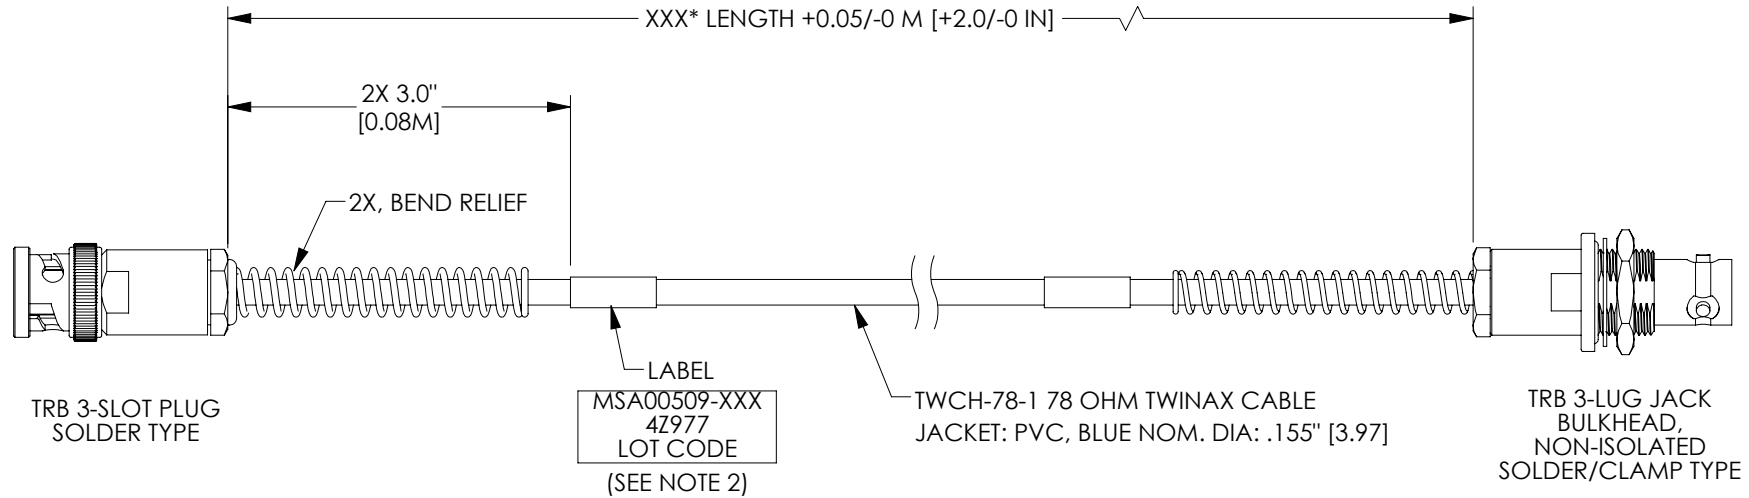 XXX* LENGTH +0.05/-0 M [+2.0/-0 IN]
2X 3.0"
[0.08M]
2X, BEND RELIEF
LABEL
MSA00509-XXX
4Z977
LOT CODE
(SEE NOTE 2)
TRB 3-SLOT PLUG
SOLDER TYPE
TWCH-78-1 78 OHM TWINAX CABLE
JACKET: PVC, BLUE NOM. DIA: .155" [3.97]
TRB 3-LUG JACK
BULKHEAD,
NON-ISOLATED
SOLDER/CLAMP TYPE